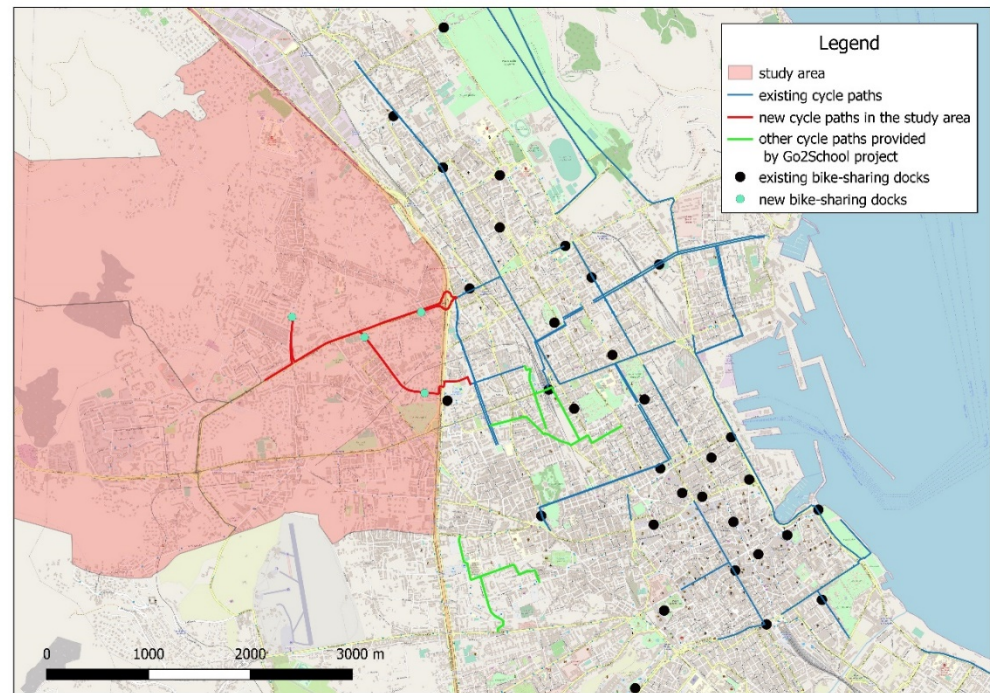 Legend
study area
existing cycle paths
new cycle paths in the study area
other cycle paths provided
by Go2School project
existing bike-sharing docks
new bike-sharing docks
0 1000 2000 3000 m